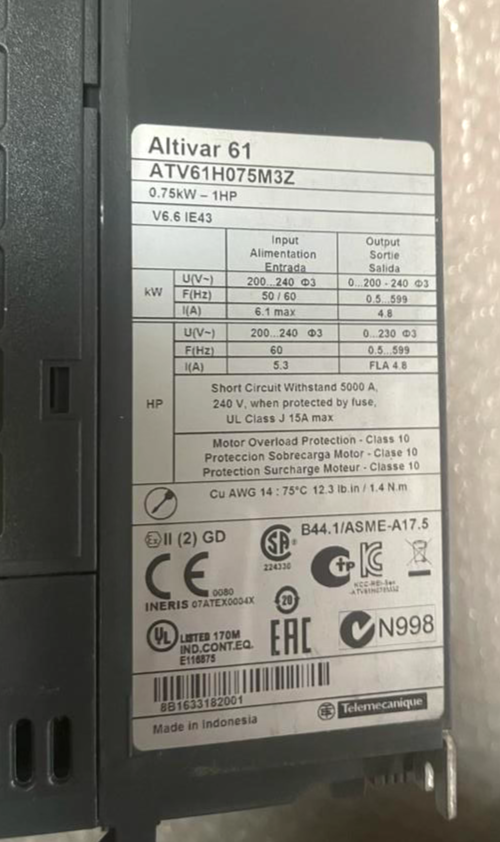 Altivar 61
ATV61H075M3Z
0.75kW – 1HP
V6.6 IE43
Input Output
Alimentation Sortie
Entrada Salida
kW U(V~) 200...240 Φ3 0...200 - 240 Φ3
F(Hz) 50 / 60 0.5...599
I(A) 6.1 max 4.8
HP U(V~) 200...240 Φ3 0...230 Φ3
F(Hz) 60 0.5...599
I(A) 5.3 FLA 4.8
Short Circuit Withstand 5000 A,
240 V, when protected by fuse,
UL Class J 15A max
Motor Overload Protection - Class 10
Proteccion Sobrecarga Motor - Clase 10
Protection Surcharge Moteur - Classe 10
Cu AWG 14 : 75°C 12.3 lb.in / 1.4 N.m
Ex II (2) GD
SA ® B44.1/ASME-A17.5
224330
CE 0080
INERIS 07ATEX0004X
20
UL LISTED 170M
IND.CONT.EQ.
E116875
EAC
N998
8B1633182001
Made in Indonesia
Telemecanique